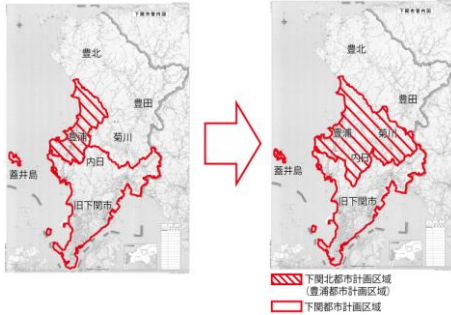 下関市管内図
豊北
豊田
豊浦
菊川
内日
蓋井島
旧下関市
下関市管内図
豊北
豊田
豊浦
菊川
内日
蓋井島
旧下関市
下関北都市計画区域
(豊浦都市計画区域)
下関都市計画区域